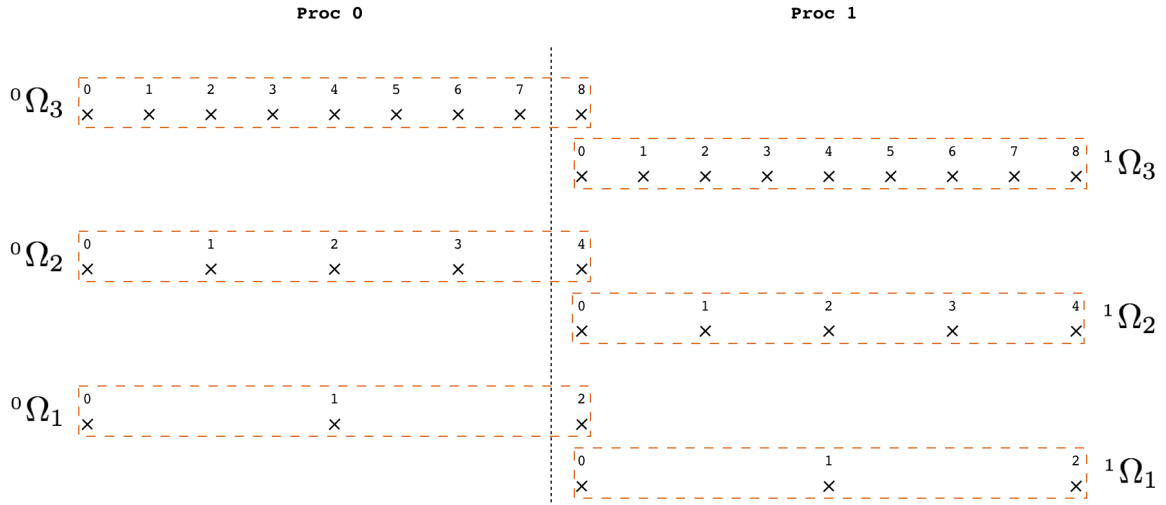 Proc 0 Proc 1
⁰Ω₃ 0 1 2 3 4 5 6 7 8
0 1 2 3 4 5 6 7 8 ¹Ω₃
⁰Ω₂ 0 1 2 3 4
0 1 2 3 4 ¹Ω₂
⁰Ω₁ 0 1 2
0 1 2 ¹Ω₁